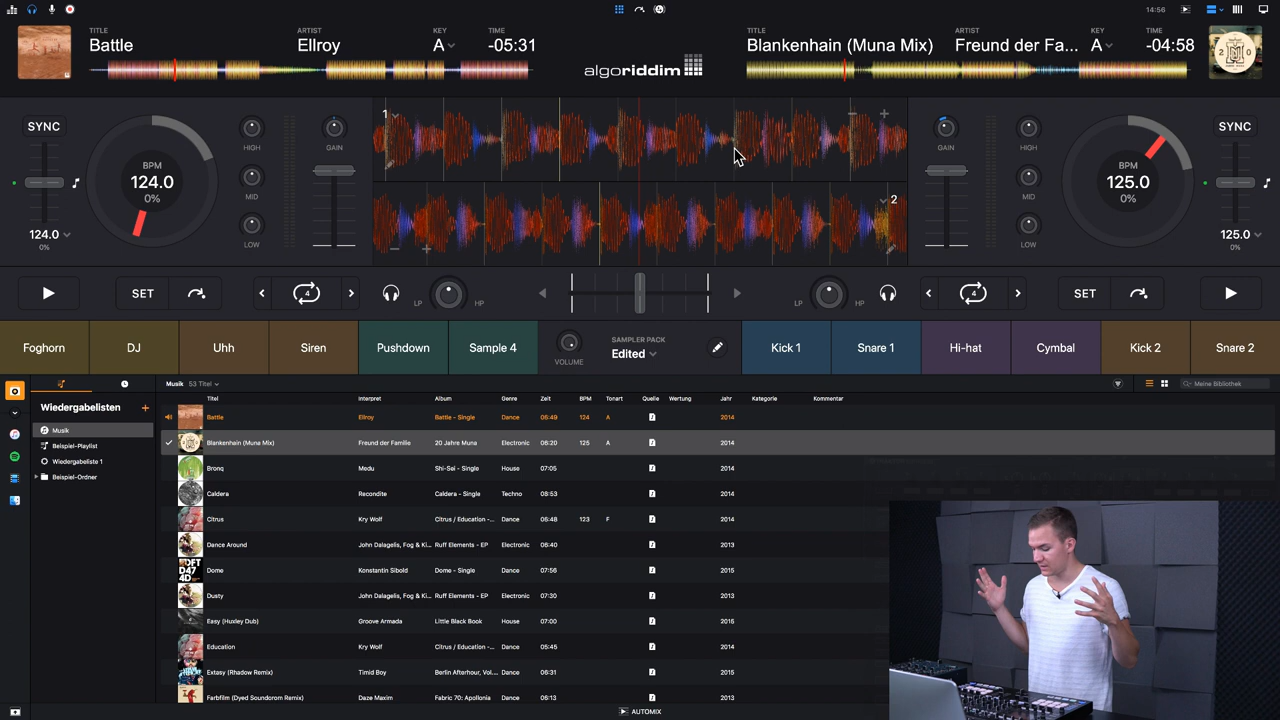 14:56
TITLE ARTIST KEY TIME
Battle Ellroy A -05:31
algoriddim
TITLE ARTIST KEY TIME
Blankenhain (Muna Mix) Freund der Fa... A -04:58
SYNC
BPM
124.0
0%
124.0
0%
HIGH
MID
LOW
GAIN
1
2
GAIN
HIGH
MID
LOW
BPM
125.0
0%
SYNC
125.0
0%
SET
4
LP HP
LP HP
4
SET
Foghorn DJ Uhh Siren Pushdown Sample 4
VOLUME
SAMPLER PACK
Edited
Kick 1 Snare 1 Hi-hat Cymbal Kick 2 Snare 2
Wiedergabelisten
Musik
Beispiel-Playlist
Wiedergabeliste 1
Beispiel-Ordner
Musik 53 Titel
Meine Bibliothek
Titel Interpret Album Genre Zeit BPM Tonart Quelle Wertung Jahr Kategorie Kommentar
Battle Ellroy Battle - Single Dance 06:49 124 A 2014
Blankenhain (Muna Mix) Freund der Familie 20 Jahre Muna Electronic 06:20 125 A 2014
Bronq Medu Shi-Sei - Single House 07:05 2014
Caldera Recondite Caldera - Single Techno 08:53 2014
Citrus Kry Wolf Citrus / Education -... Dance 06:48 123 F 2014
Dance Around John Dalagelis, Fog & Ki... Ruff Elements - EP Electronic 06:40 2013
Dome Konstantin Sibold Dome - Single Dance 07:56 2015
Dusty John Dalagelis, Fog & Ki... Ruff Elements - EP Electronic 07:30 2013
Easy (Huxley Dub) Groove Armada Little Black Book House 07:00 2016
Education Kry Wolf Citrus / Education -... Dance 05:45 2014
Extasy (Rhadow Remix) Timid Boy Berlin Afterhour, Vol.... Dance 06:31 2015
Farbfilm (Dyed Soundorom Remix) Daze Maxim Fabric 70: Apollonia Dance 06:13 2013
AUTOMIX